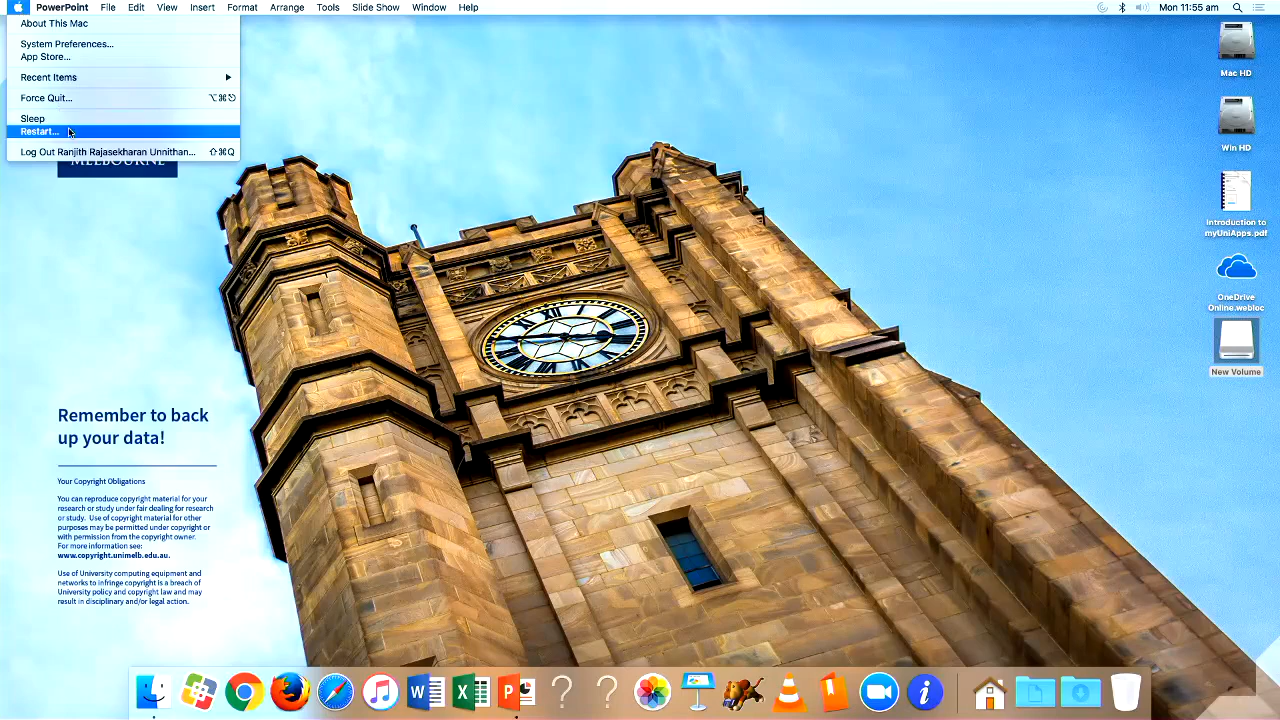 PowerPoint File Edit View Insert Format Arrange Tools Slide Show Window Help Mon 11:55 am
About This Mac
System Preferences...
App Store...
Recent Items
Force Quit... ⌥⌘⎋
Sleep
Restart...
Log Out Ranjith Rajasekharan Unnithan... ⇧⌘Q
MELBOURNE
Mac HD
Win HD
Introduction to
myUniApps.pdf
OneDrive
Online.webloc
New Volume
Remember to back
up your data!
Your Copyright Obligations
You can reproduce copyright material for your
research or study under fair dealing for research
or study. Use of copyright material for other
purposes may be permitted under copyright or
with permission from the copyright owner.
For more information see:
www.copyright.unimelb.edu.au.
Use of University computing equipment and
networks to infringe copyright is a breach of
University policy and copyright law and may
result in disciplinary and/or legal action.